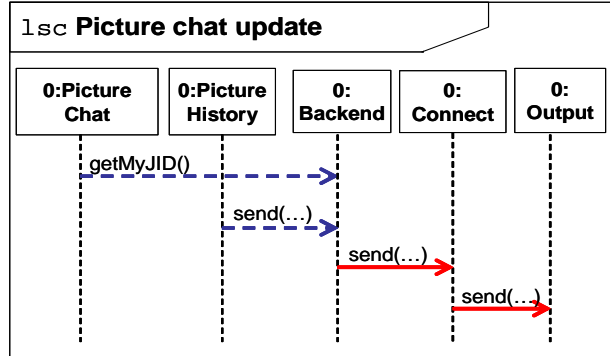 lsc Picture chat update
0:Picture
Chat
0:Picture
History
0:
Backend
0:
Connect
0:
Output
getMyJID()
send(…)
send(…)
send(…)